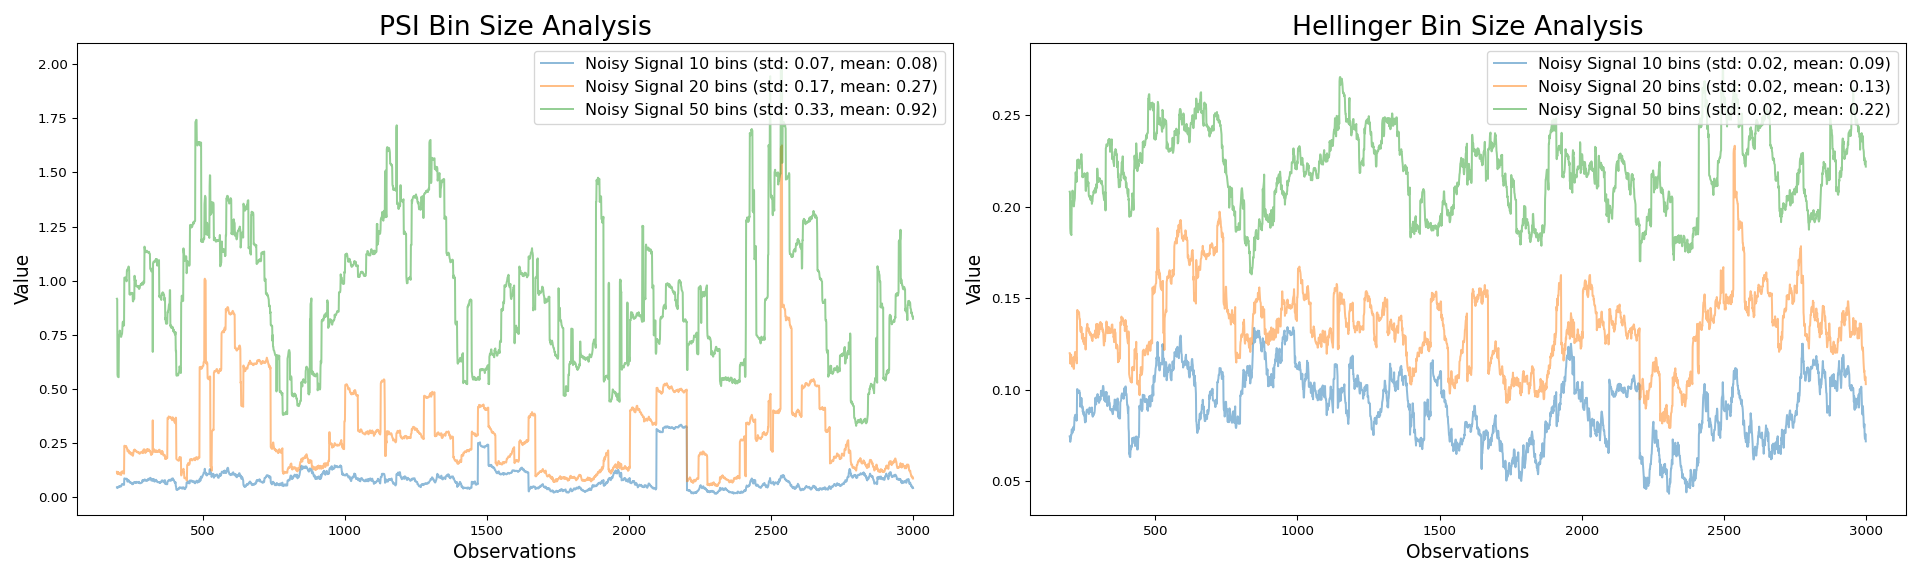 PSI Bin Size Analysis
Noisy Signal 10 bins (std: 0.07, mean: 0.08)
Noisy Signal 20 bins (std: 0.17, mean: 0.27)
Noisy Signal 50 bins (std: 0.33, mean: 0.92)
Value
2.00
1.75
1.50
1.25
1.00
0.75
0.50
0.25
0.00
500 1000 1500 2000 2500 3000
Observations
Hellinger Bin Size Analysis
Noisy Signal 10 bins (std: 0.02, mean: 0.09)
Noisy Signal 20 bins (std: 0.02, mean: 0.13)
Noisy Signal 50 bins (std: 0.02, mean: 0.22)
Value
0.25
0.20
0.15
0.10
0.05
500 1000 1500 2000 2500 3000
Observations